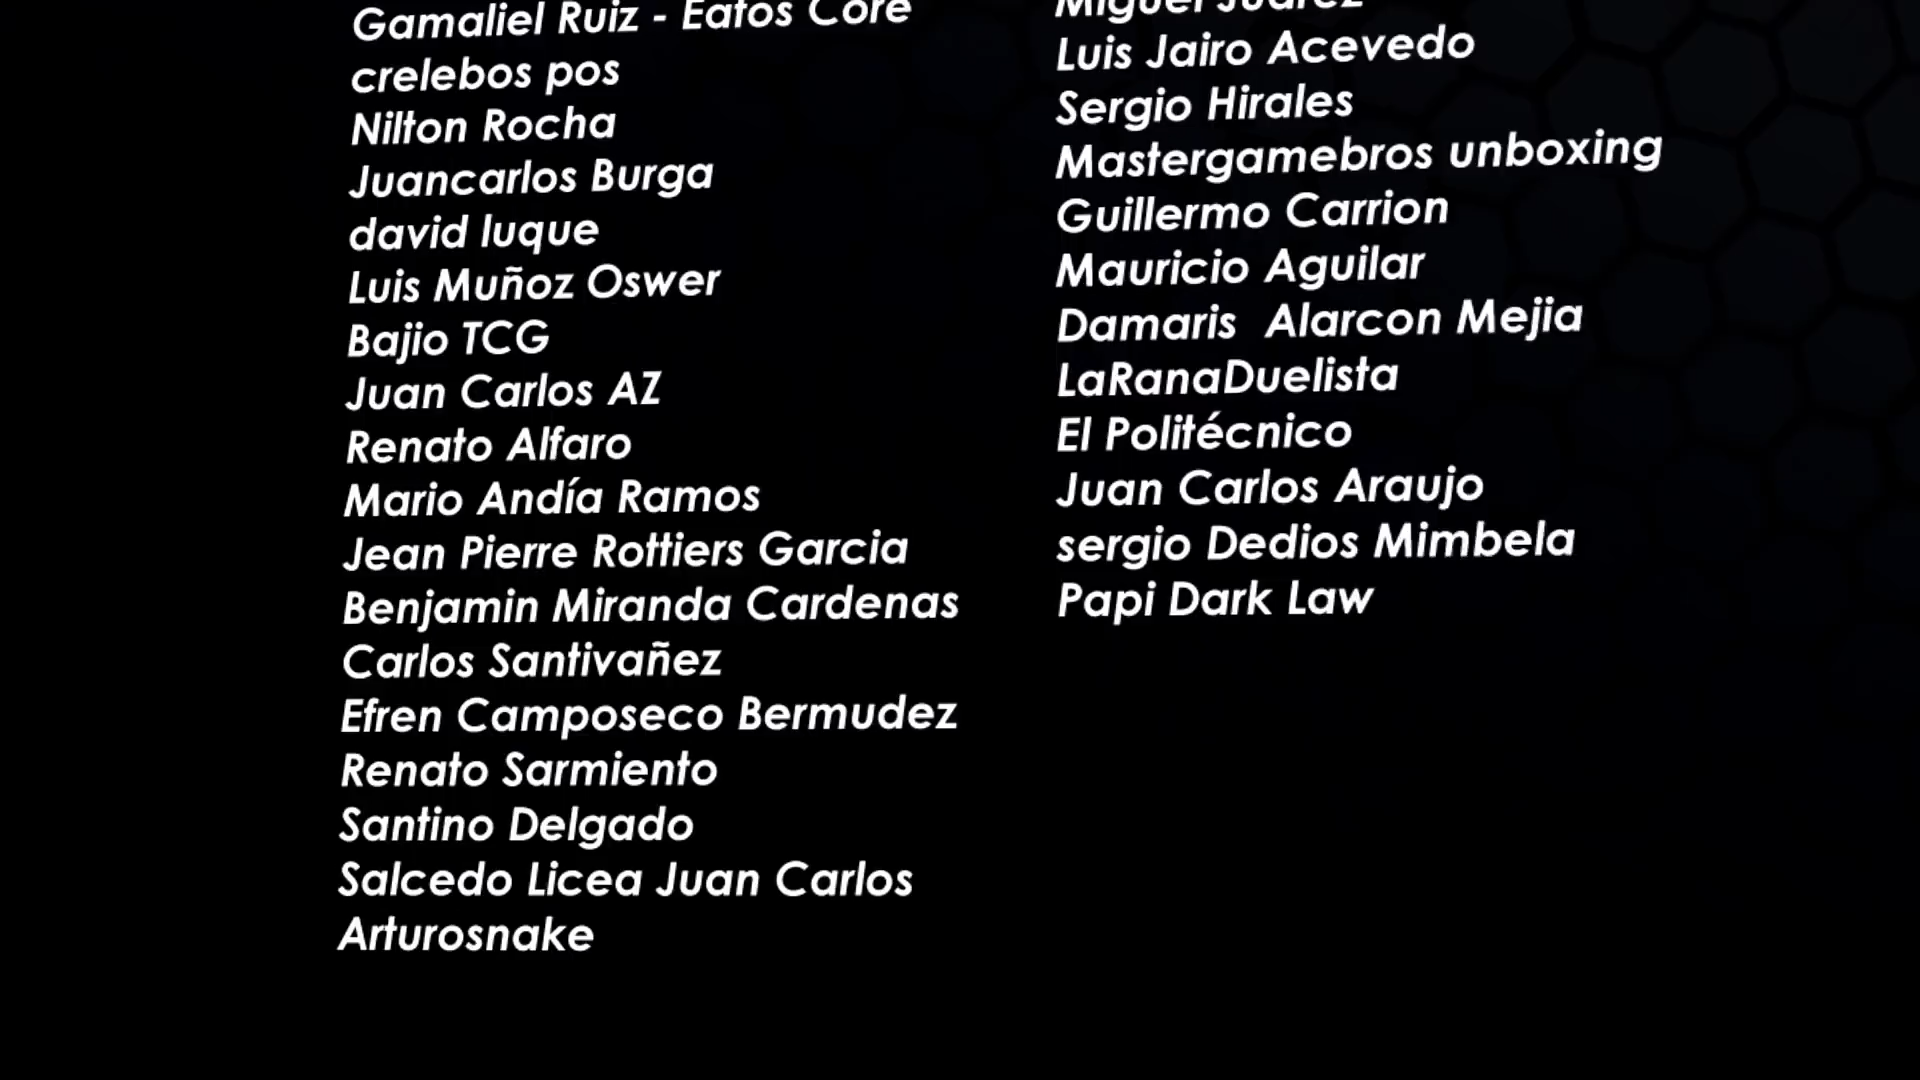 Gamaliel Ruiz - Eatos Core
crelebos pos
Nilton Rocha
Juancarlos Burga
david luque
Luis Muñoz Oswer
Bajio TCG
Juan Carlos AZ
Renato Alfaro
Mario Andía Ramos
Jean Pierre Rottiers Garcia
Benjamin Miranda Cardenas
Carlos Santivañez
Efren Camposeco Bermudez
Renato Sarmiento
Santino Delgado
Salcedo Licea Juan Carlos
Arturosnake
Miguel Juarez
Luis Jairo Acevedo
Sergio Hirales
Mastergamebros unboxing
Guillermo Carrion
Mauricio Aguilar
Damaris  Alarcon Mejia
LaRanaDuelista
El Politécnico
Juan Carlos Araujo
sergio Dedios Mimbela
Papi Dark Law